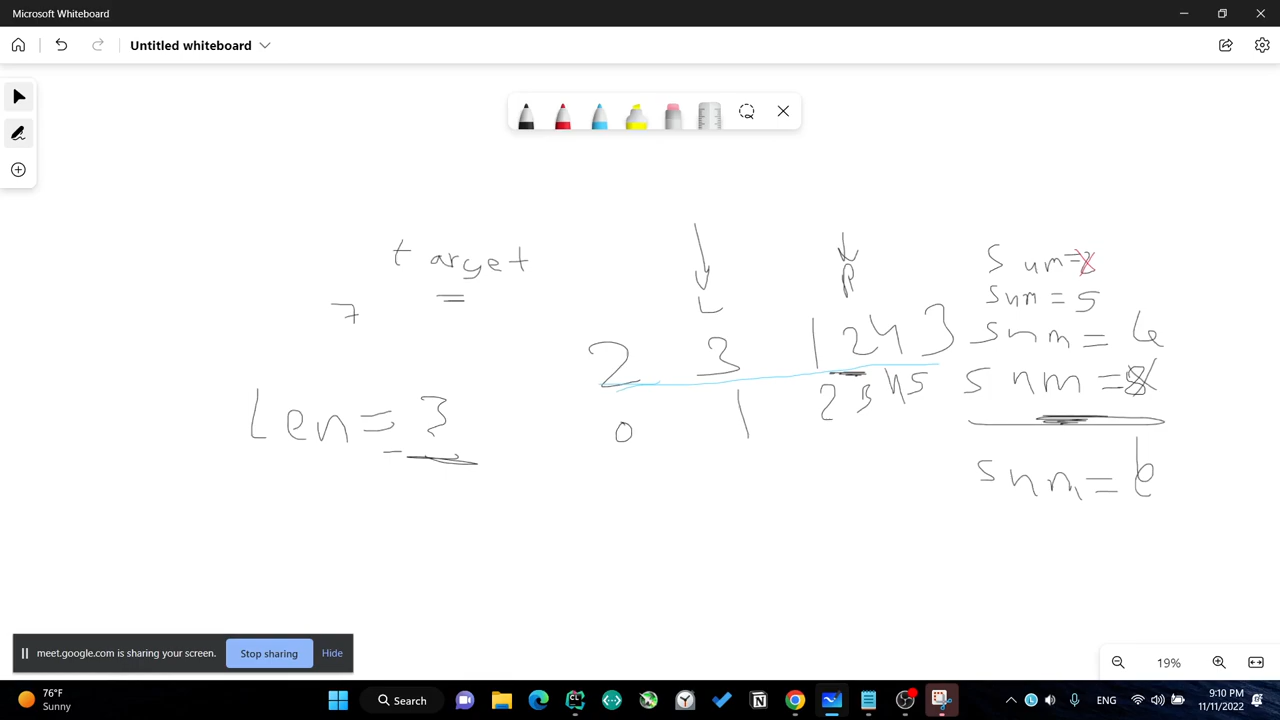 Microsoft Whiteboard
Untitled whiteboard
target
7
L
R
2 3 1 2 4 3
0 1 2 3 4 5
len = 3
sum=
sum = 5
sum = 6
sum = 8
sum = 6
meet.google.com is sharing your screen.
Stop sharing
Hide
19%
76°F
Sunny
Search
ENG
9:10 PM
11/11/2022